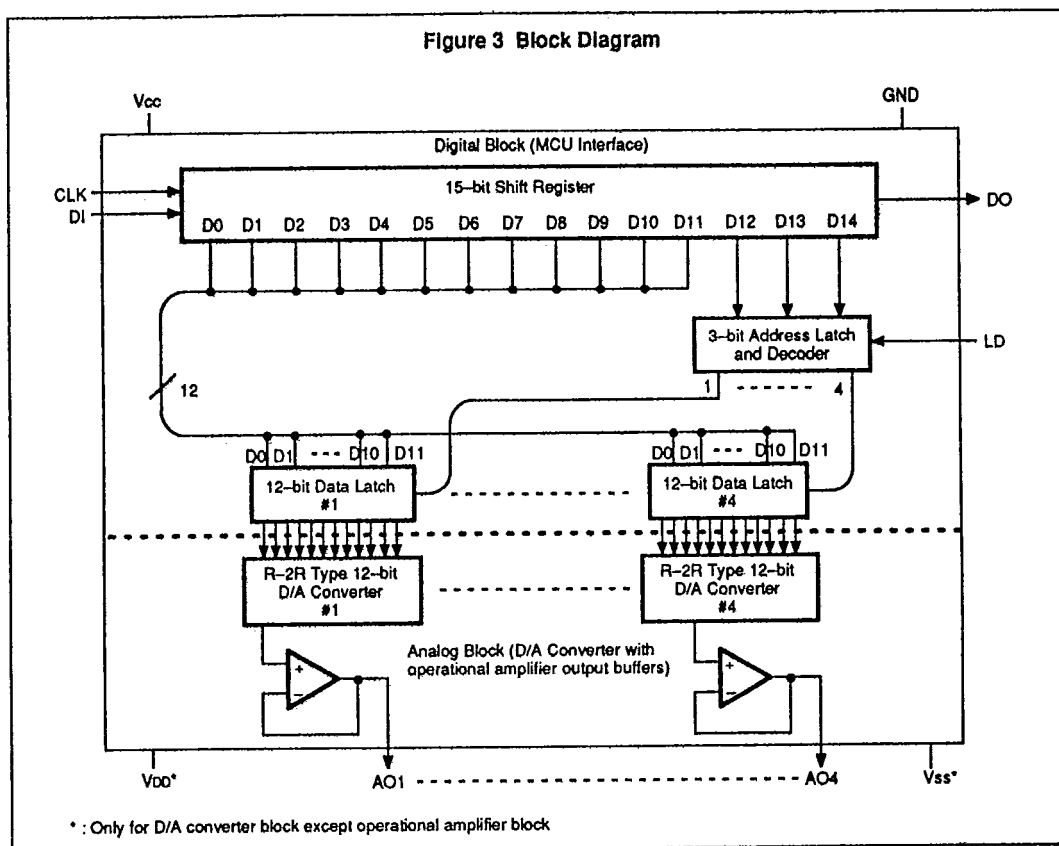 Figure 3 Block Diagram
Vcc
GND
Digital Block (MCU Interface)
15-bit Shift Register
CLK
DI
DO
D0 D1 D2 D3 D4 D5 D6 D7 D8 D9 D10 D11 D12 D13 D14
3-bit Address Latch
and Decoder
LD
1 4
12
D0 D1 D10 D11
D0 D1 D10 D11
12-bit Data Latch
#1
12-bit Data Latch
#4
R-2R Type 12-bit
D/A Converter
#1
R-2R Type 12-bit
D/A Converter
#4
Analog Block (D/A Converter with
operational amplifier output buffers)
+
−
+
−
VDD*
AO1
AO4
Vss*
* : Only for D/A converter block except operational amplifier block